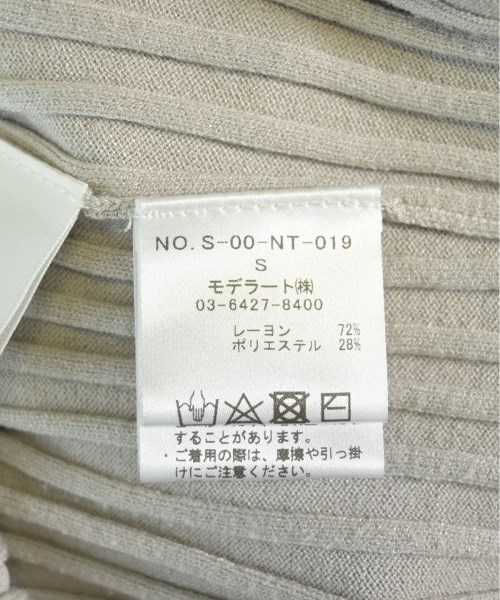 NO.S-00-NT-019
S
モデラート㈱
03-6427-8400
レーヨン 72%
ポリエステル 28%
することがあります。
・ご着用の際は、摩擦や引っ掛
けにご注意ください。